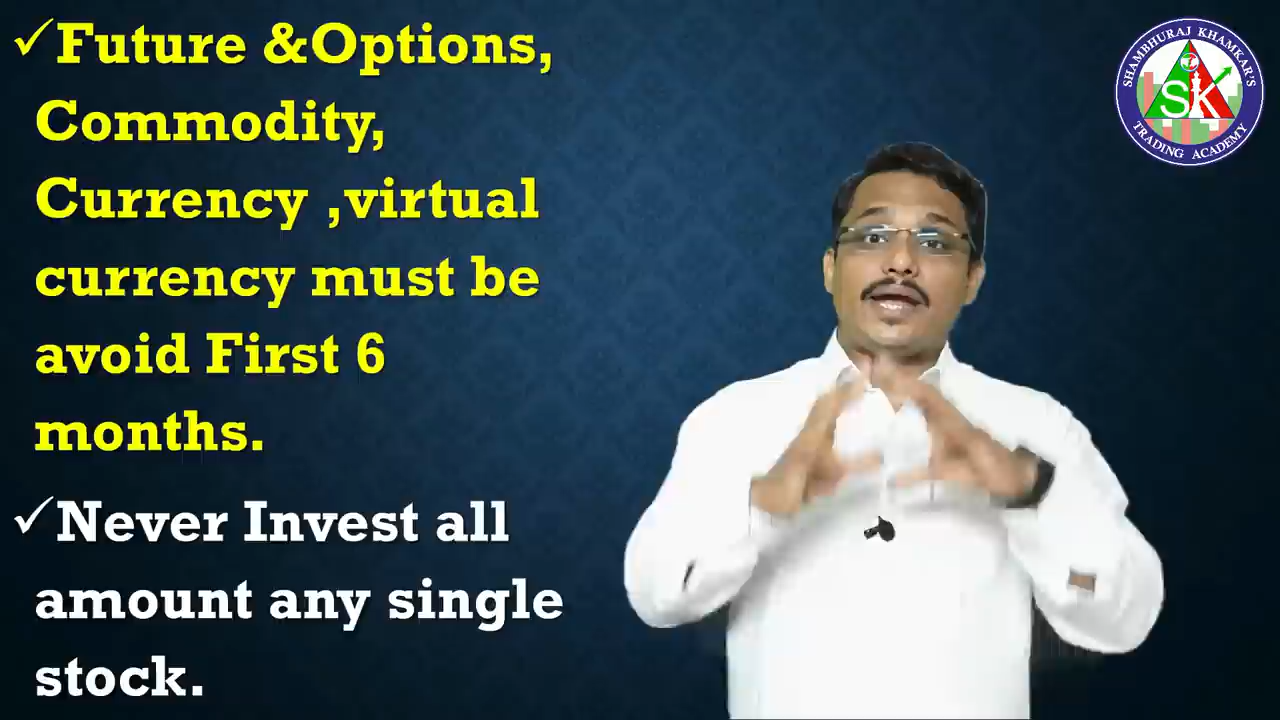 ✓Future &Options,
Commodity,
Currency ,virtual
currency must be
avoid First 6
months.
✓Never Invest all
amount any single
stock.
SHAMBHURAJ KHAMKAR'S
SK
TRADING ACADEMY